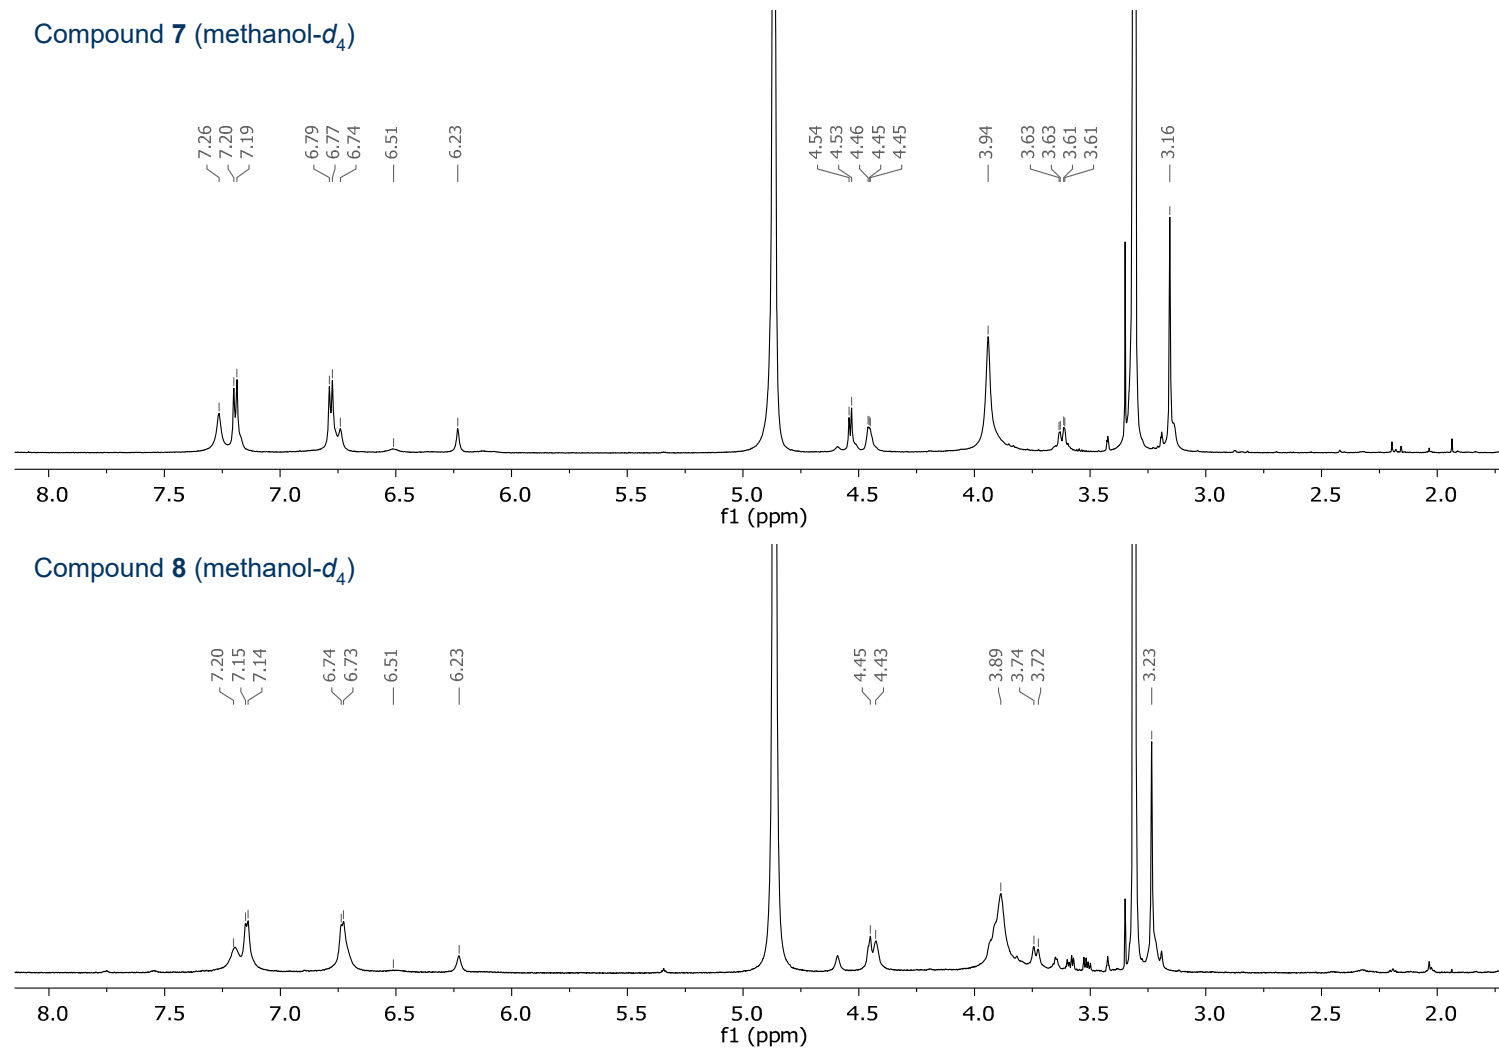 Compound 7 (methanol-d4)
7.26 7.20 7.19 6.79 6.77 6.74 6.51 6.23 4.54 4.53 4.46 4.45 4.45 3.94 3.63 3.63 3.61 3.61 3.16
8.0 7.5 7.0 6.5 6.0 5.5 5.0 4.5 4.0 3.5 3.0 2.5 2.0
f1 (ppm)
Compound 8 (methanol-d4)
7.20 7.15 7.14 6.74 6.73 6.51 6.23 4.45 4.43 3.89 3.74 3.72 3.23
8.0 7.5 7.0 6.5 6.0 5.5 5.0 4.5 4.0 3.5 3.0 2.5 2.0
f1 (ppm)